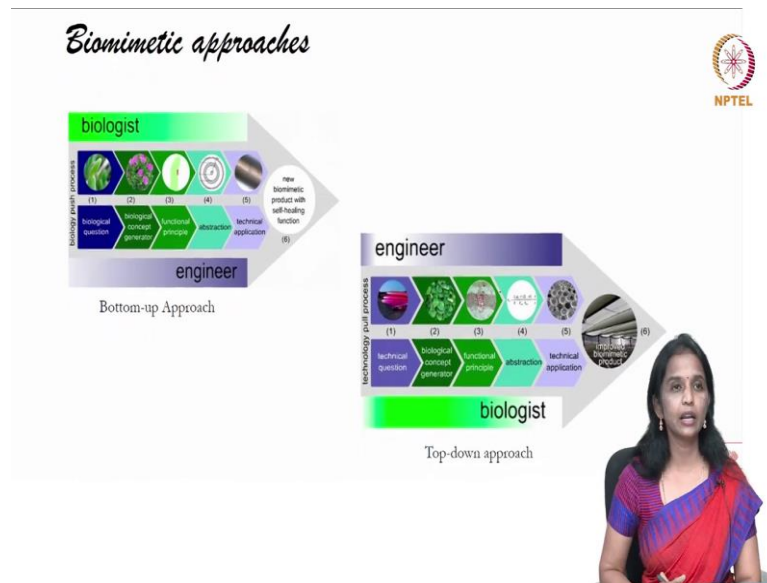 Biomimetic approaches
NPTEL
biologist
biology push process
(1) (2) (3) (4) (5)
biological question
biological concept generator
functional principle
abstraction
technical application
new biomimetic product with self-healing function
(6)
engineer
Bottom-up Approach
engineer
technology pull process
(1) (2) (3) (4) (5)
technical question
biological concept generator
functional principle
abstraction
technical application
improved biomimetic product
(6)
biologist
Top-down approach